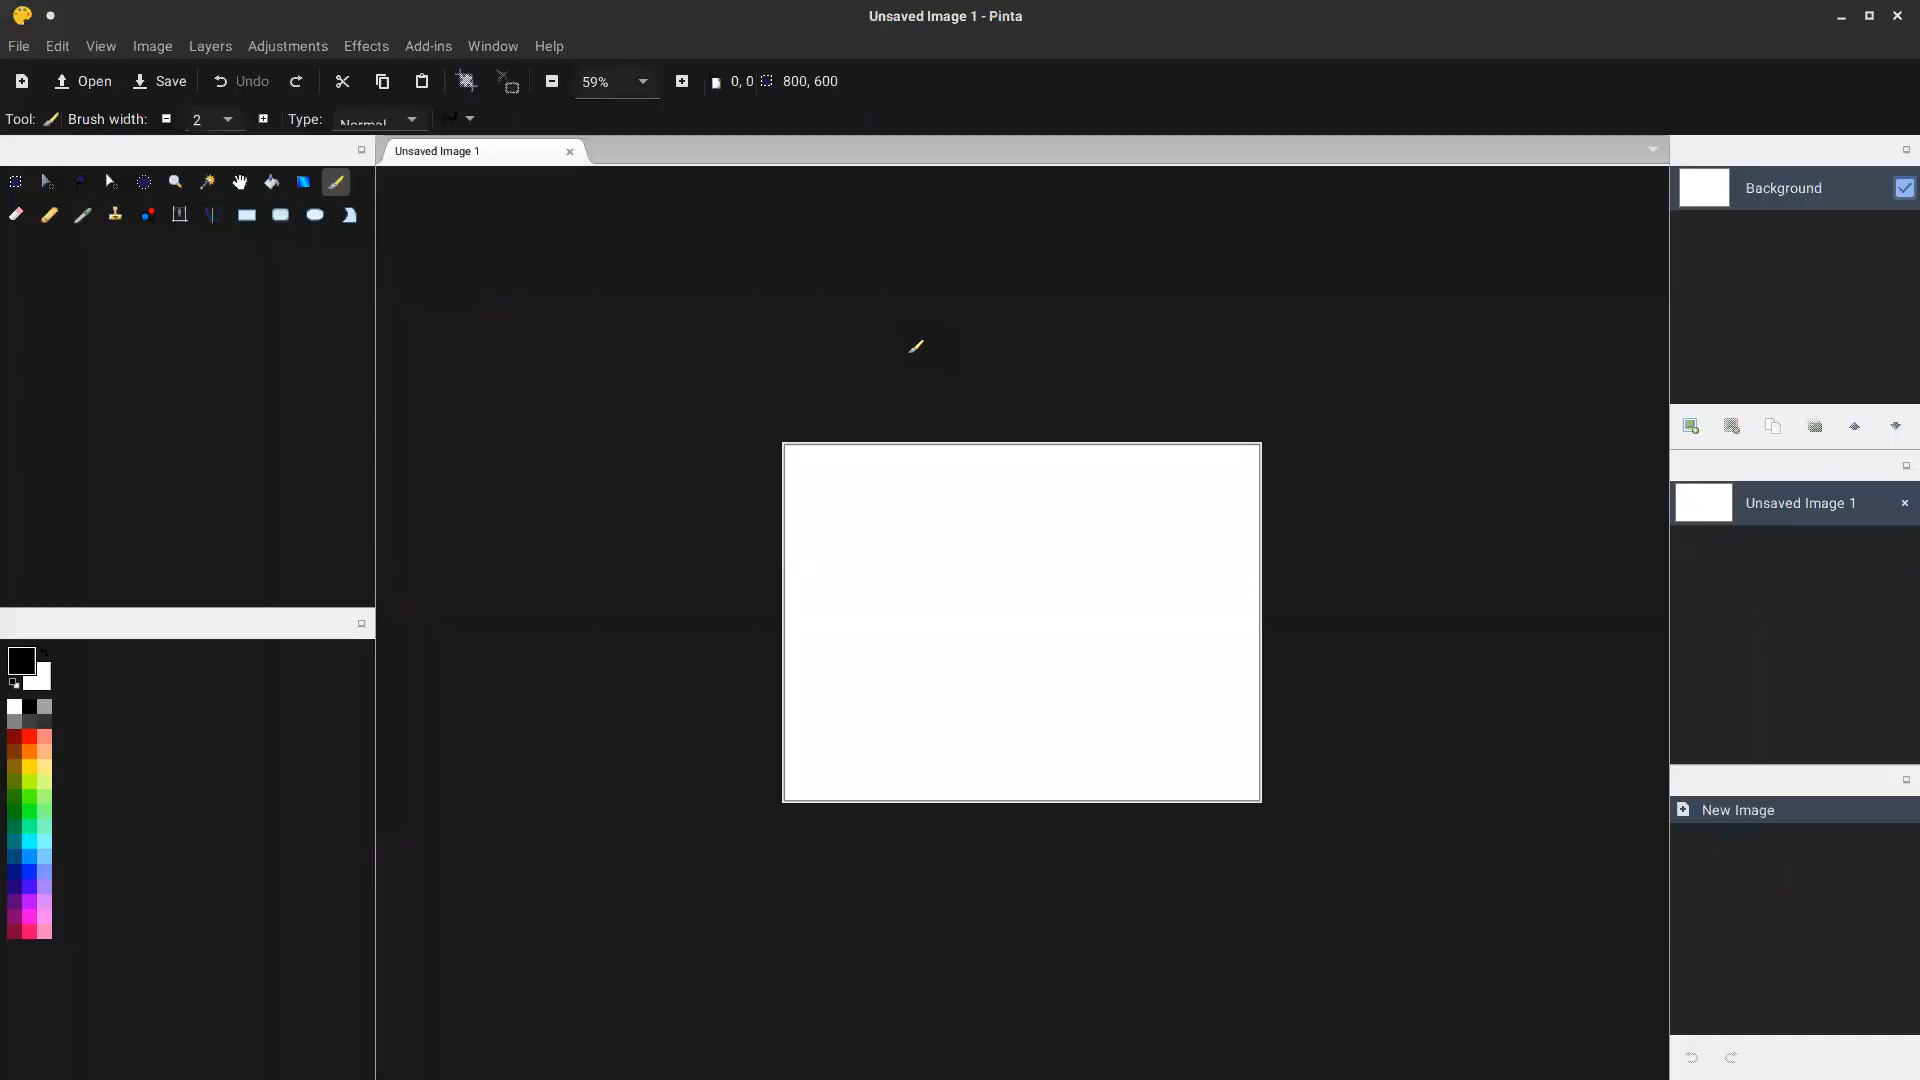 Unsaved Image 1 - Pinta
File Edit View Image Layers Adjustments Effects Add-ins Window Help
Open Save Undo 59% 0, 0 800, 600
Tool: Brush width: 2 Type: Normal
Unsaved Image 1
Background
Unsaved Image 1
New Image